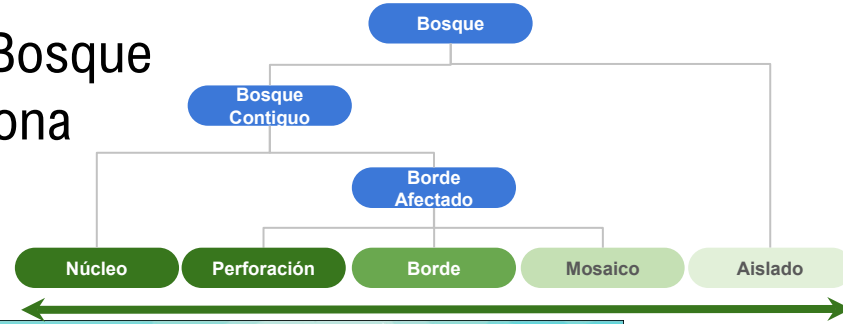 Bosque
Bosque
ona
Bosque
Contiguo
Borde
Afectado
Núcleo
Perforación
Borde
Mosaico
Aislado